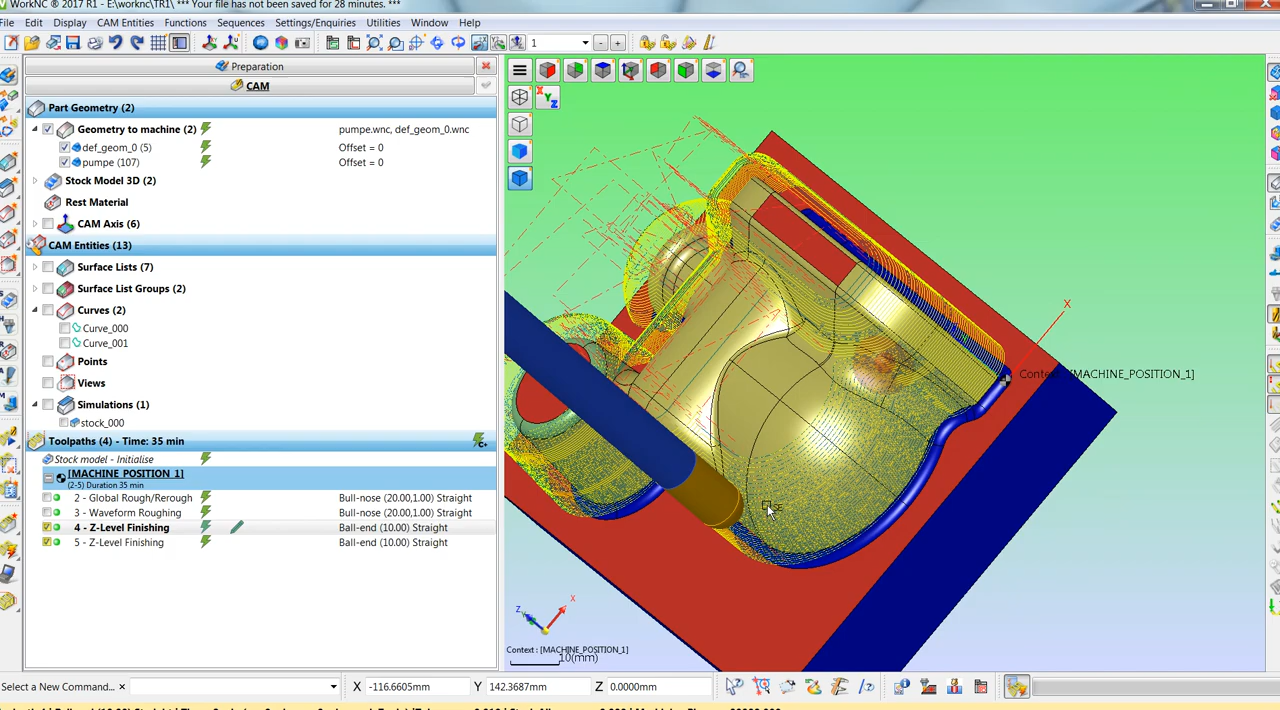 WorkNC ® 2017 R1 - E:\worknc\TR1\ *** Your file has not been saved for 28 minutes. ***
File Edit Display CAM Entities Functions Sequences Settings/Enquiries Utilities Window Help
1
Preparation
CAM
Part Geometry (2)
Geometry to machine (2) pumpe.wnc, def_geom_0.wnc
def_geom_0 (5) Offset = 0
pumpe (107) Offset = 0
Stock Model 3D (2)
Rest Material
CAM Axis (6)
CAM Entities (13)
Surface Lists (7)
Surface List Groups (2)
Curves (2)
Curve_000
Curve_001
Points
Views
Simulations (1)
stock_000
Toolpaths (4) - Time: 35 min
Stock model - Initialise
[MACHINE_POSITION_1]
(2-5) Duration 35 min
2 - Global Rough/Rerough Bull-nose (20.00,1.00) Straight
3 - Waveform Roughing Bull-nose (20.00,1.00) Straight
4 - Z-Level Finishing Ball-end (10.00) Straight
5 - Z-Level Finishing Ball-end (10.00) Straight
X
[MACHINE_POSITION_1]
Z X
Context : [MACHINE_POSITION_1]
10(mm)
Select a New Command... X -116.6605mm Y 142.3687mm Z 0.0000mm